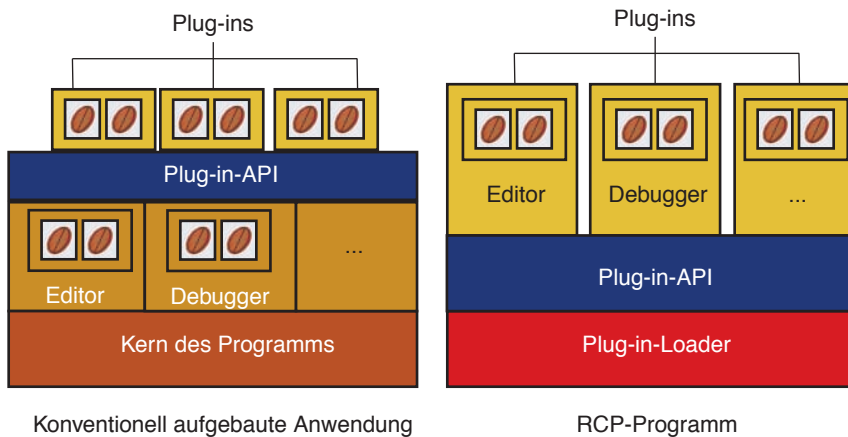 Plug-ins
Plug-in-API
Editor
Debugger
...
Kern des Programms
Konventionell aufgebaute Anwendung
Plug-ins
Editor
Debugger
...
Plug-in-API
Plug-in-Loader
RCP-Programm